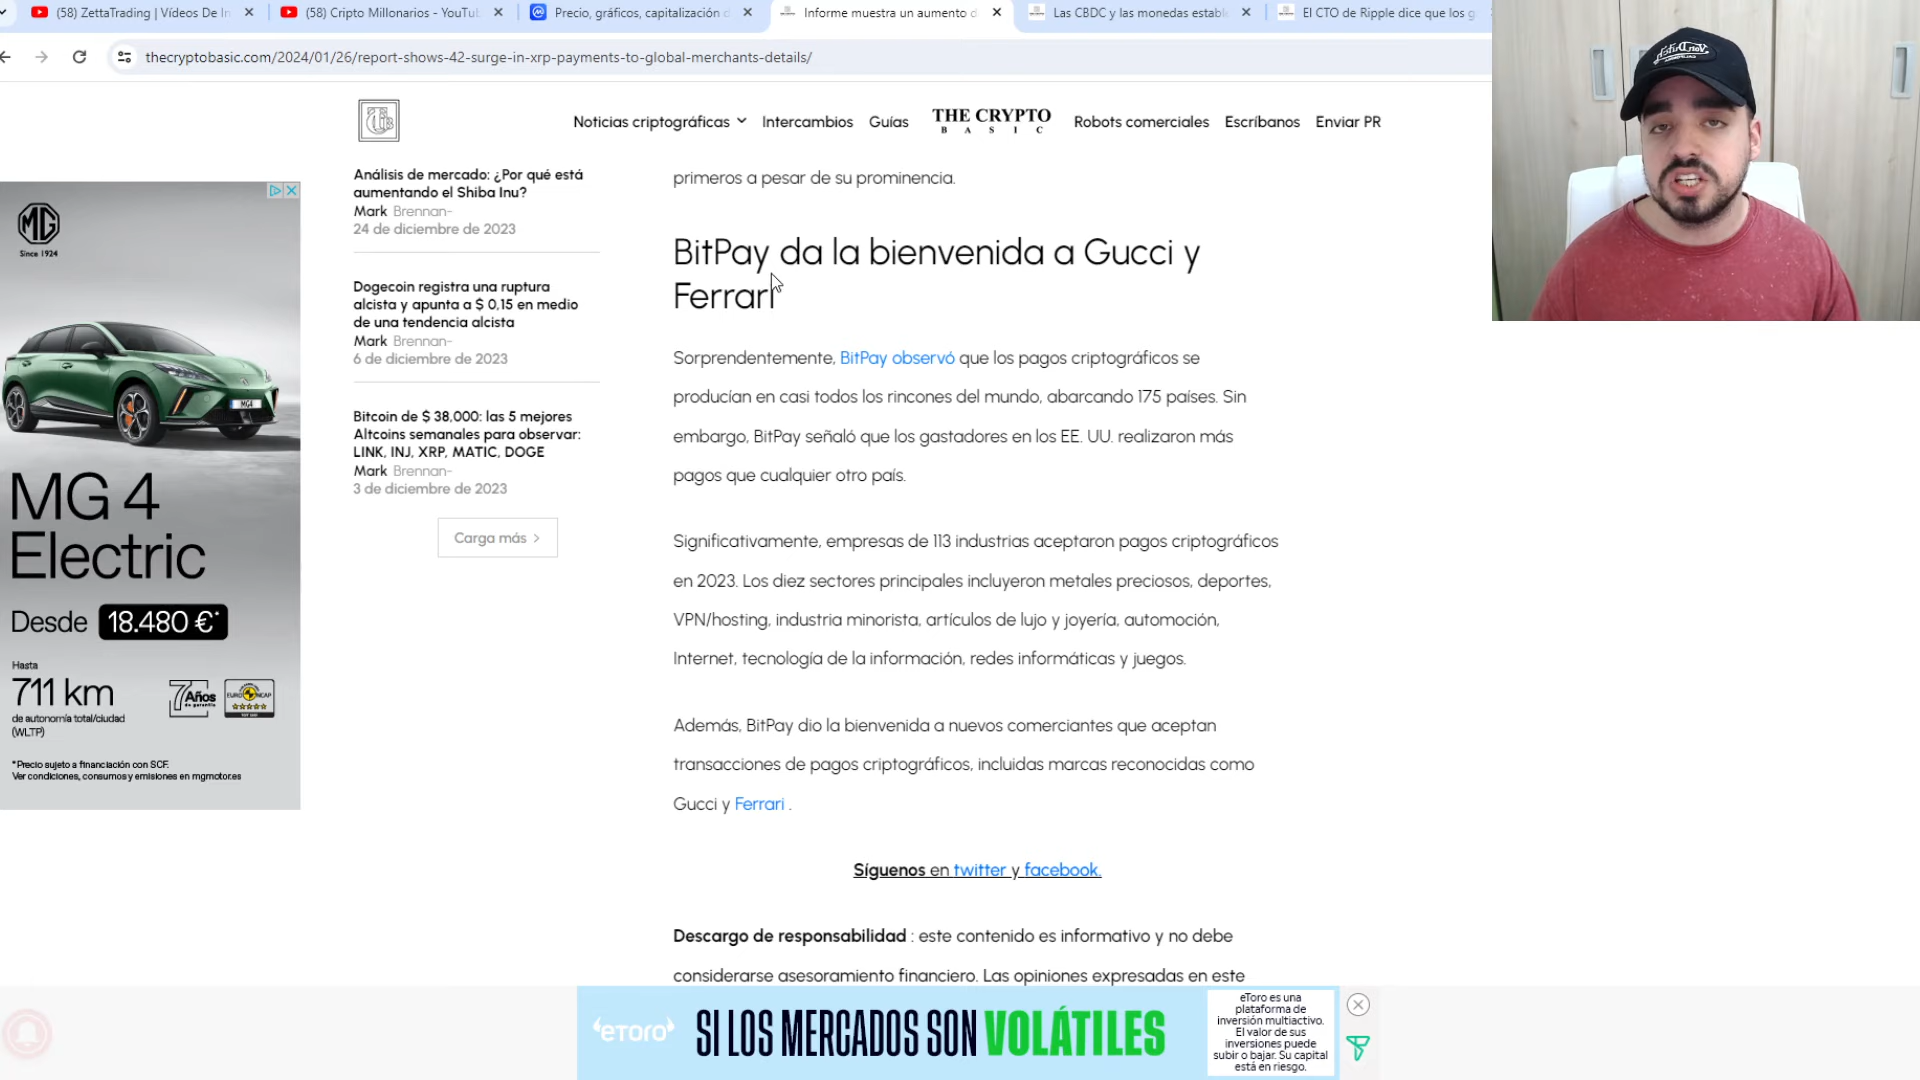 (58) ZettaTrading | Vídeos De In
(58) Cripto Millonarios - YouTub
Precio, gráficos, capitalización d
Informe muestra un aumento d
Las CBDC y las monedas estable
El CTO de Ripple dice que los g
thecryptobasic.com/2024/01/26/report-shows-42-surge-in-xrp-payments-to-global-merchants-details/
Noticias criptográficas
Intercambios
Guías
THE CRYPTO
BASIC
Robots comerciales
Escríbanos
Enviar PR
MG
Since 1924
MG4
MG 4
Electric
Desde 18.480 €*
Hasta
711 km
de autonomía total/ciudad
(WLTP)
7 Años
de garantía
EURO NCAP
*Precio sujeto a financiación con SCF.
Ver condiciones, consumos y emisiones en mgmotor.es
Análisis de mercado: ¿Por qué está
aumentando el Shiba Inu?
Mark Brennan-
24 de diciembre de 2023
Dogecoin registra una ruptura
alcista y apunta a $ 0,15 en medio
de una tendencia alcista
Mark Brennan-
6 de diciembre de 2023
Bitcoin de $ 38,000: las 5 mejores
Altcoins semanales para observar:
LINK, INJ, XRP, MATIC, DOGE
Mark Brennan-
3 de diciembre de 2023
Carga más
primeros a pesar de su prominencia.
BitPay da la bienvenida a Gucci y
Ferrari
Sorprendentemente, BitPay observó que los pagos criptográficos se
producían en casi todos los rincones del mundo, abarcando 175 países. Sin
embargo, BitPay señaló que los gastadores en los EE. UU. realizaron más
pagos que cualquier otro país.
Significativamente, empresas de 113 industrias aceptaron pagos criptográficos
en 2023. Los diez sectores principales incluyeron metales preciosos, deportes,
VPN/hosting, industria minorista, artículos de lujo y joyería, automoción,
Internet, tecnología de la información, redes informáticas y juegos.
Además, BitPay dio la bienvenida a nuevos comerciantes que aceptan
transacciones de pagos criptográficos, incluidas marcas reconocidas como
Gucci y Ferrari .
Síguenos en twitter y facebook.
Descargo de responsabilidad : este contenido es informativo y no debe
considerarse asesoramiento financiero. Las opiniones expresadas en este
eToro
SI LOS MERCADOS SON VOLÁTILES
eToro es una
plataforma de
inversión multiactivo.
El valor de sus
inversiones puede
subir o bajar. Su capital
está en riesgo.